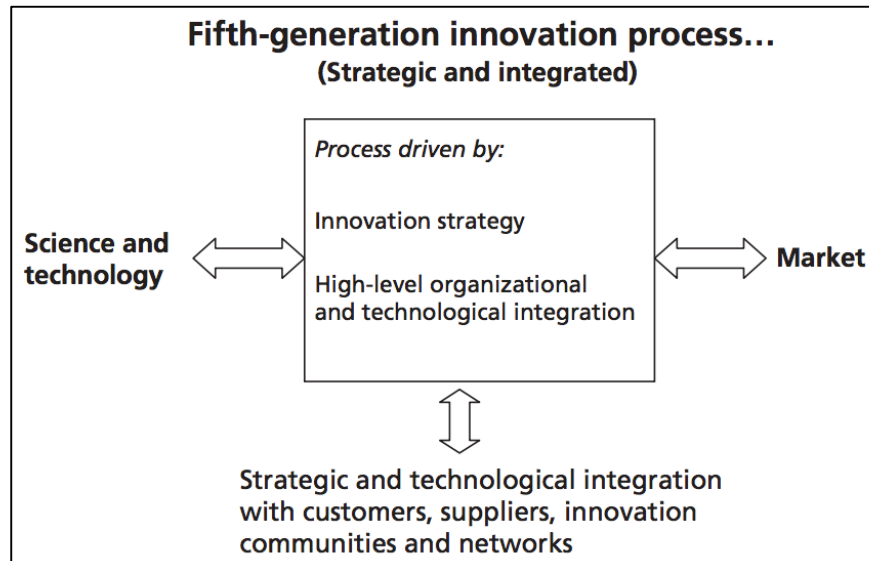 Fifth-generation innovation process…
(Strategic and integrated)
Process driven by:
Innovation strategy
High-level organizational
and technological integration
Science and
technology
Market
Strategic and technological integration
with customers, suppliers, innovation
communities and networks